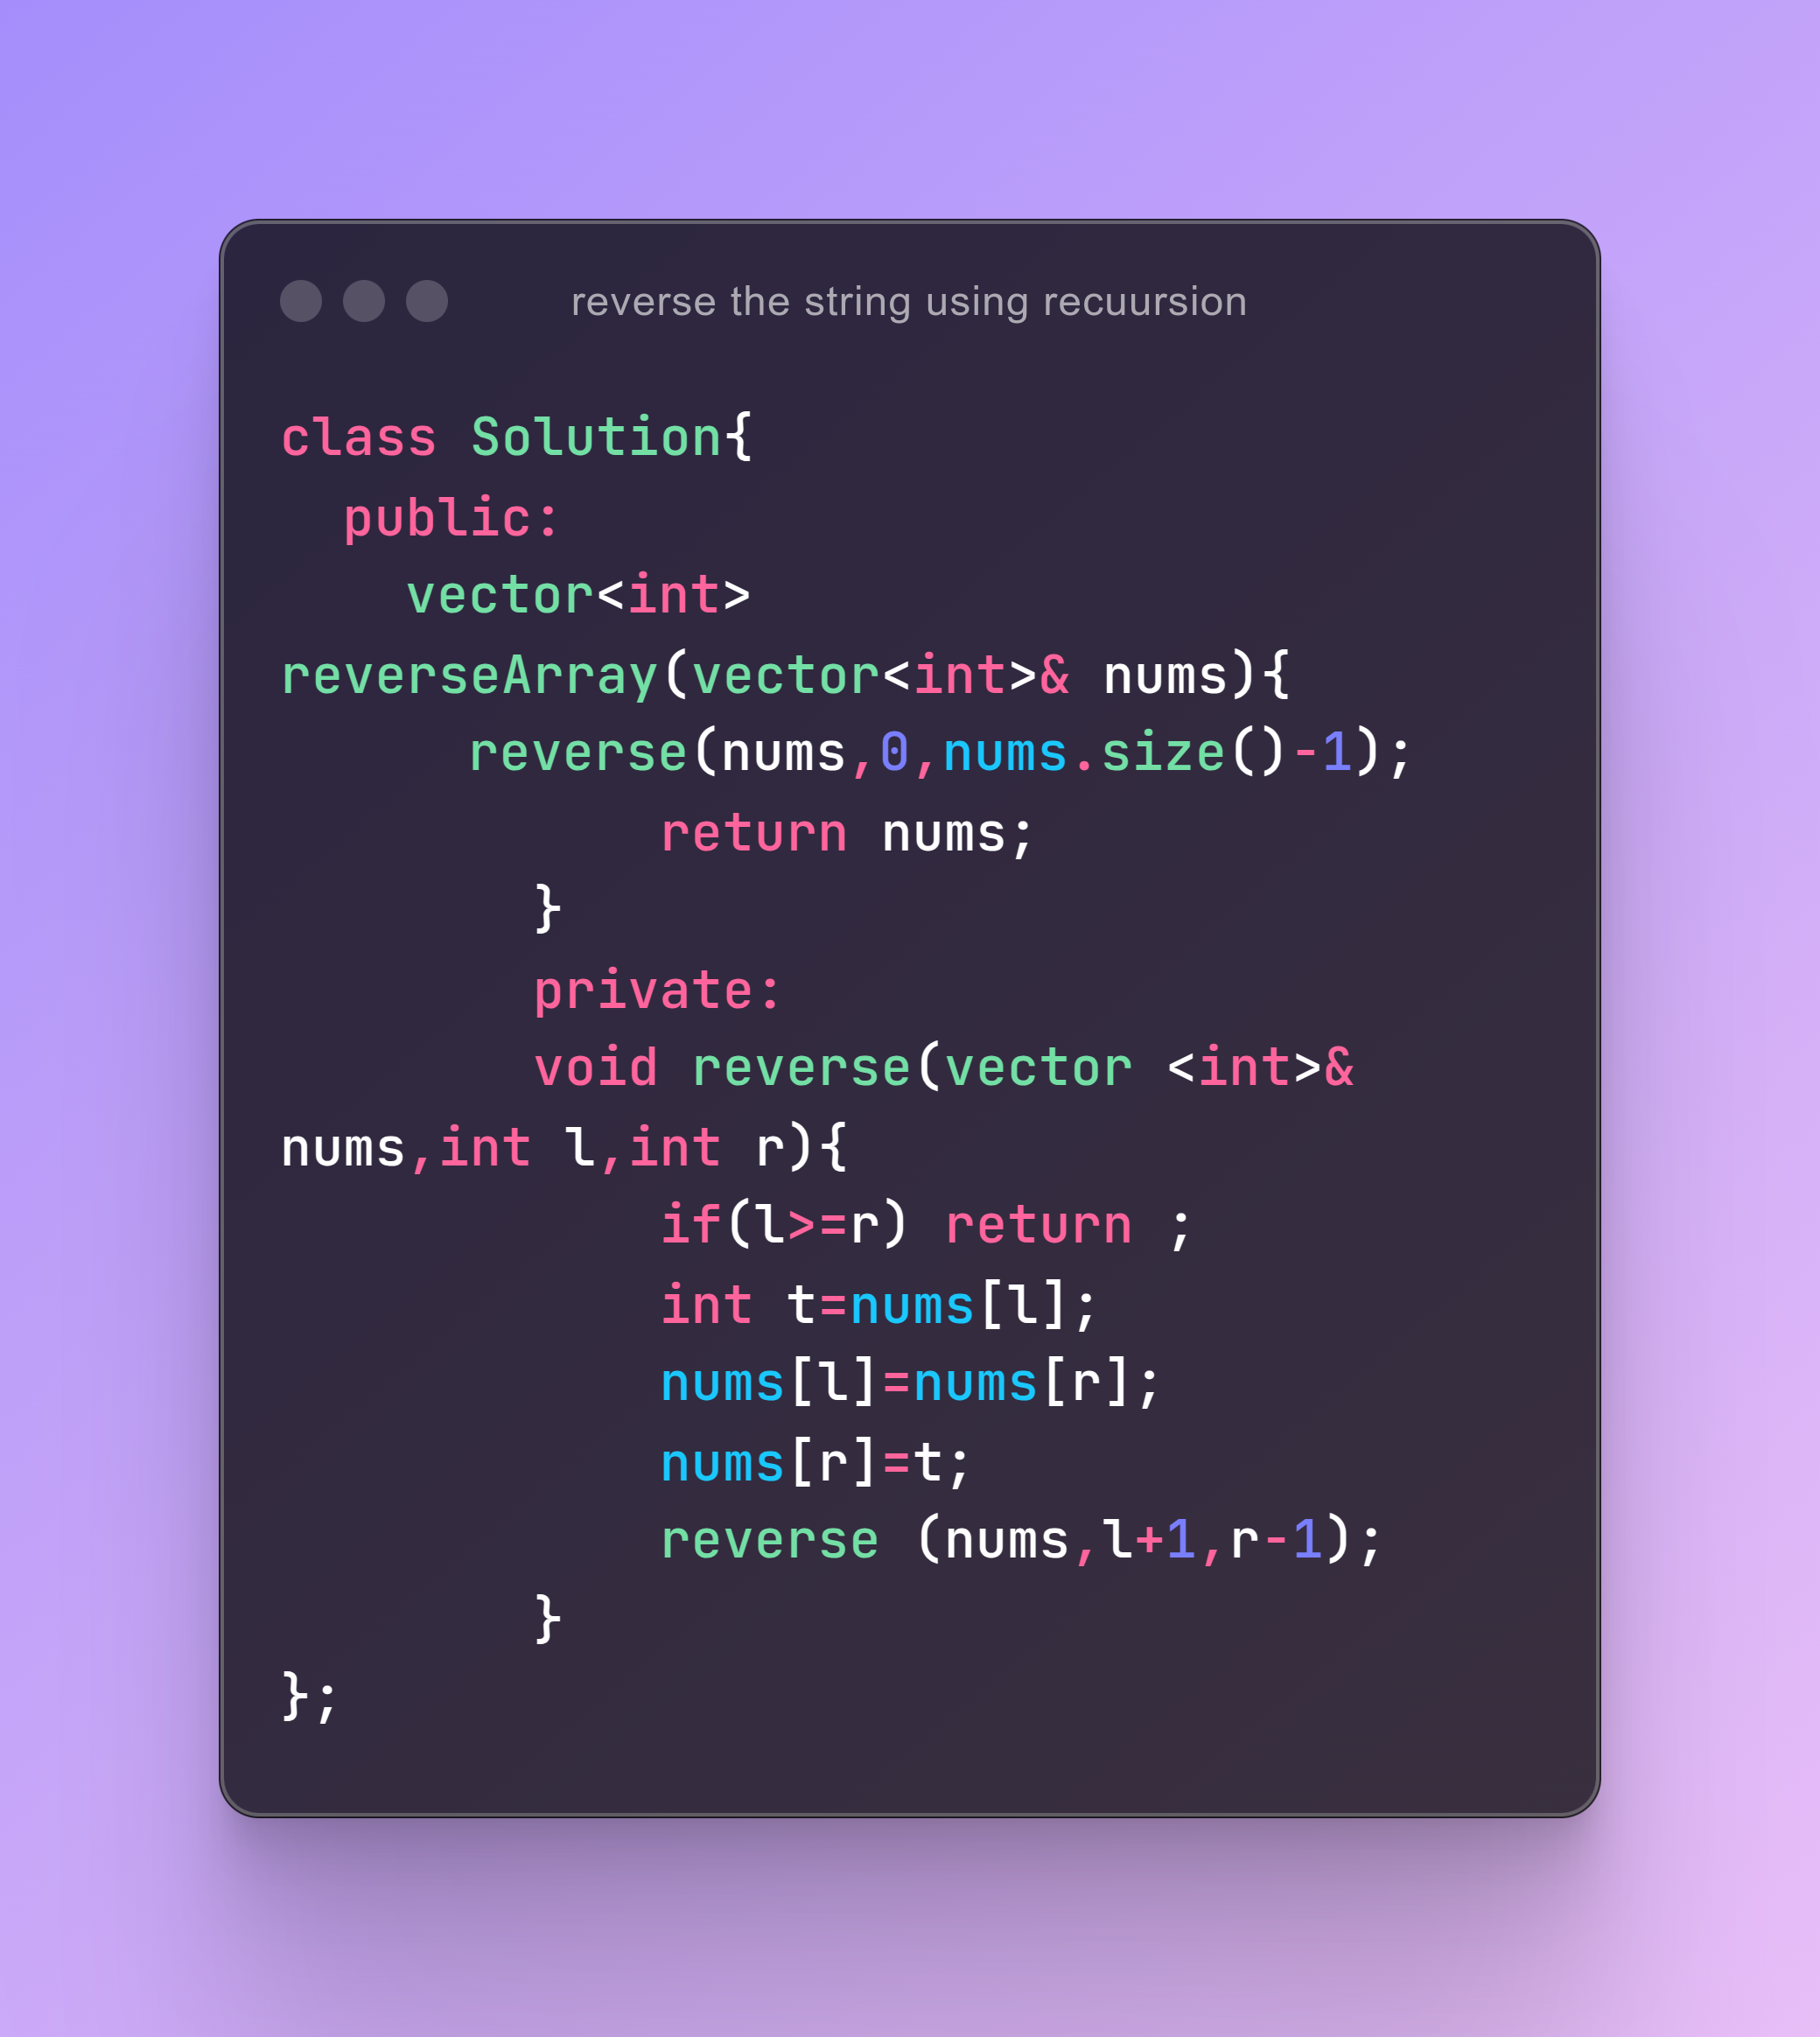 reverse the string using recuursion
class Solution{
  public:
    vector<int>
reverseArray(vector<int>& nums){
      reverse(nums,0,nums.size()-1);
            return nums;
        }
        private:
        void reverse(vector <int>&
nums,int l,int r){
            if(l>=r) return ;
            int t=nums[l];
            nums[l]=nums[r];
            nums[r]=t;
            reverse (nums,l+1,r-1);
        }
};